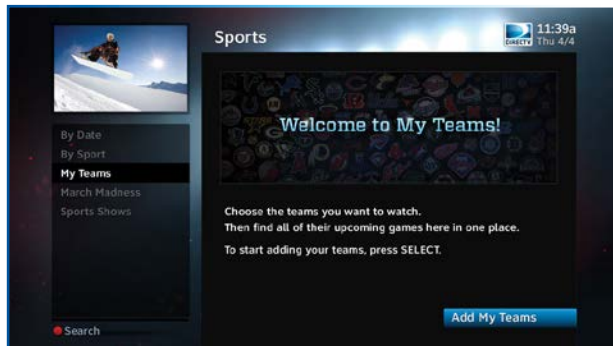 Sports
DIRECTV
11:39a
Thu 4/4
By Date
By Sport
My Teams
March Madness
Sports Shows
Search
Welcome to My Teams!
Choose the teams you want to watch.
Then find all of their upcoming games here in one place.
To start adding your teams, press SELECT.
Add My Teams